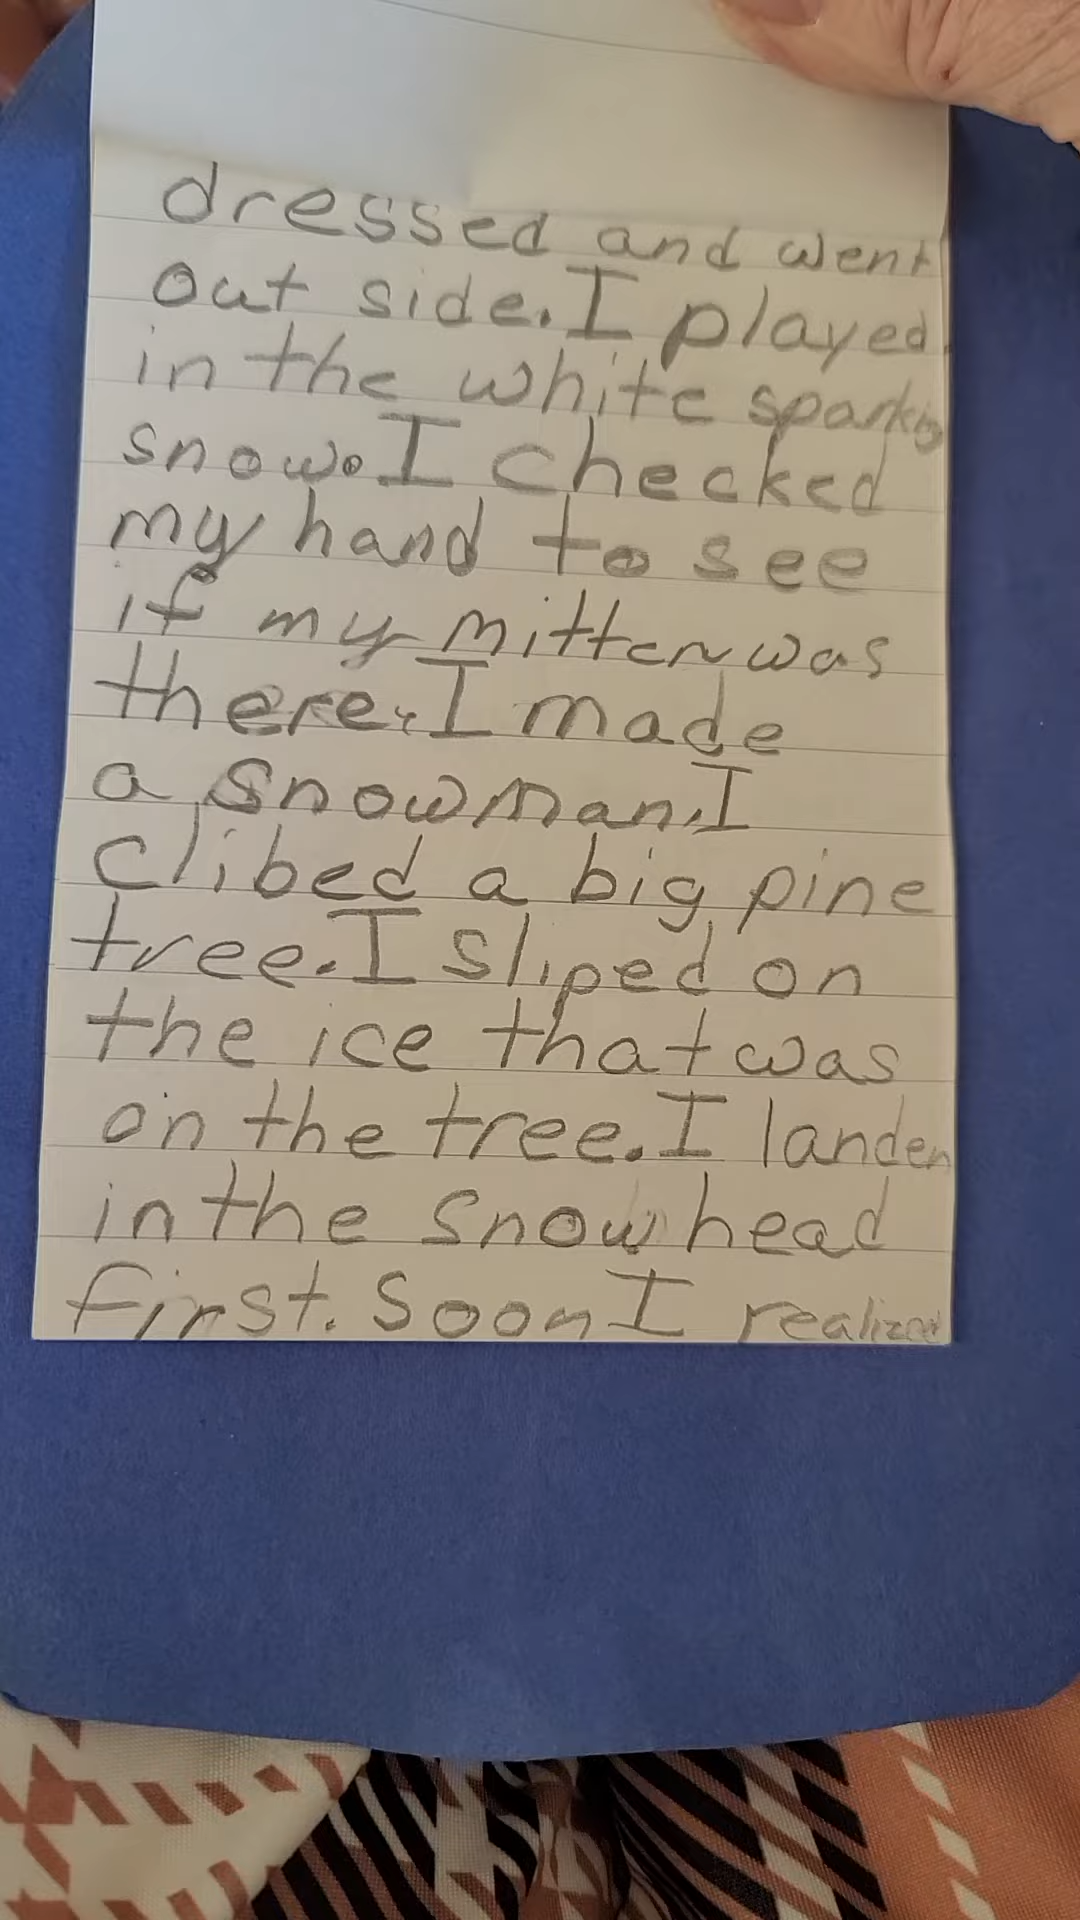 dressed and went
out side. I played
in the white
snow. I checked
my hand to see
if my mitten was
there. I made
a snowman. I
clibed a big pine
tree. I sliped on
the ice that was
on the tree. I landen
in the snow head
first. Soon I realized